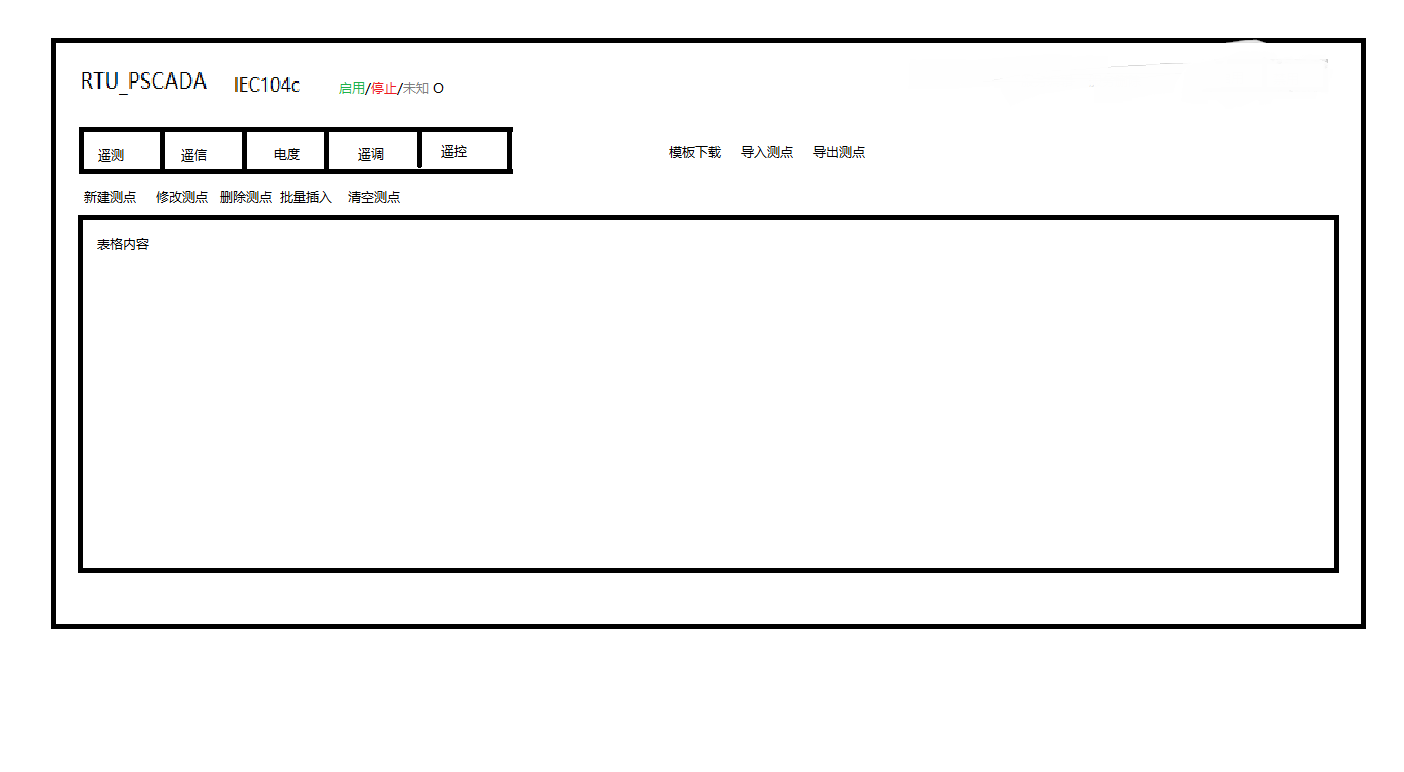 RTU_PSCADA IEC104c 启用/停止/未知 O
遥测 遥信 电度 遥调 遥控 模板下载 导入测点 导出测点
新建测点 修改测点 删除测点 批量插入 清空测点
表格内容